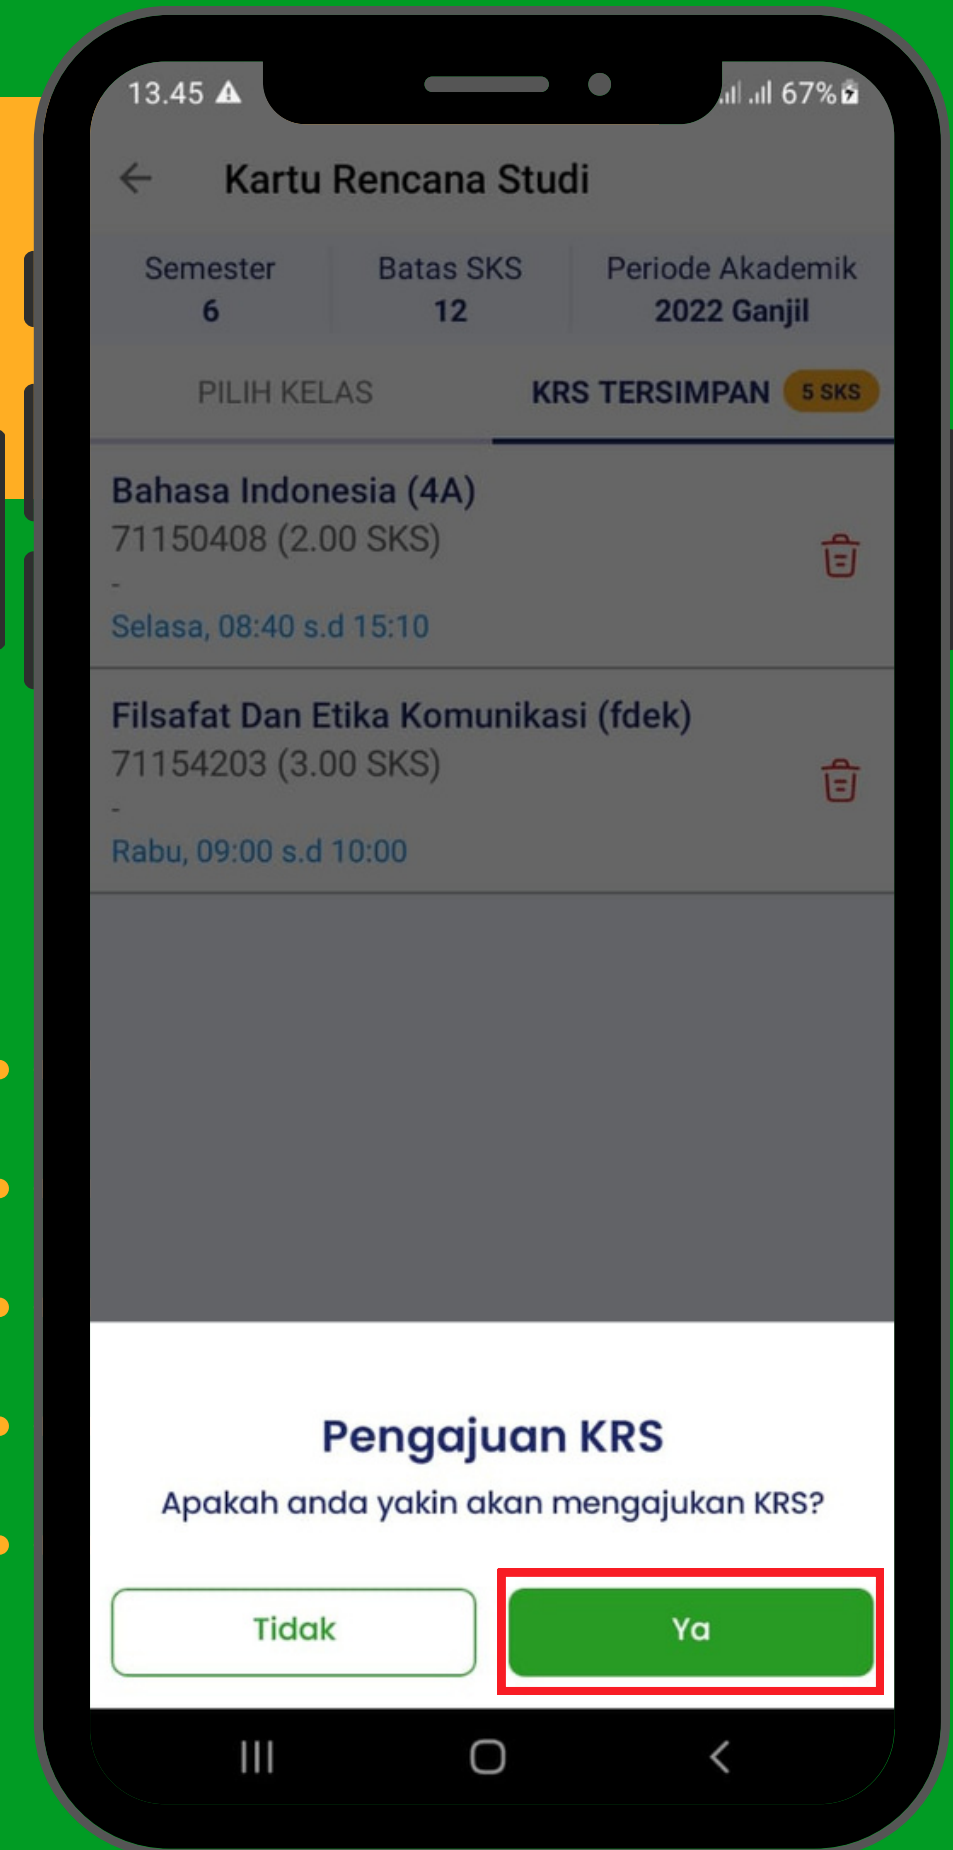 13.45
67%
Kartu Rencana Studi
Semester
6
Batas SKS
12
Periode Akademik
2022 Ganjil
PILIH KELAS
KRS TERSIMPAN
5 SKS
Bahasa Indonesia (4A)
71150408 (2.00 SKS)
-
Selasa, 08:40 s.d 15:10
Filsafat Dan Etika Komunikasi (fdek)
71154203 (3.00 SKS)
-
Rabu, 09:00 s.d 10:00
Pengajuan KRS
Apakah anda yakin akan mengajukan KRS?
Tidak
Ya